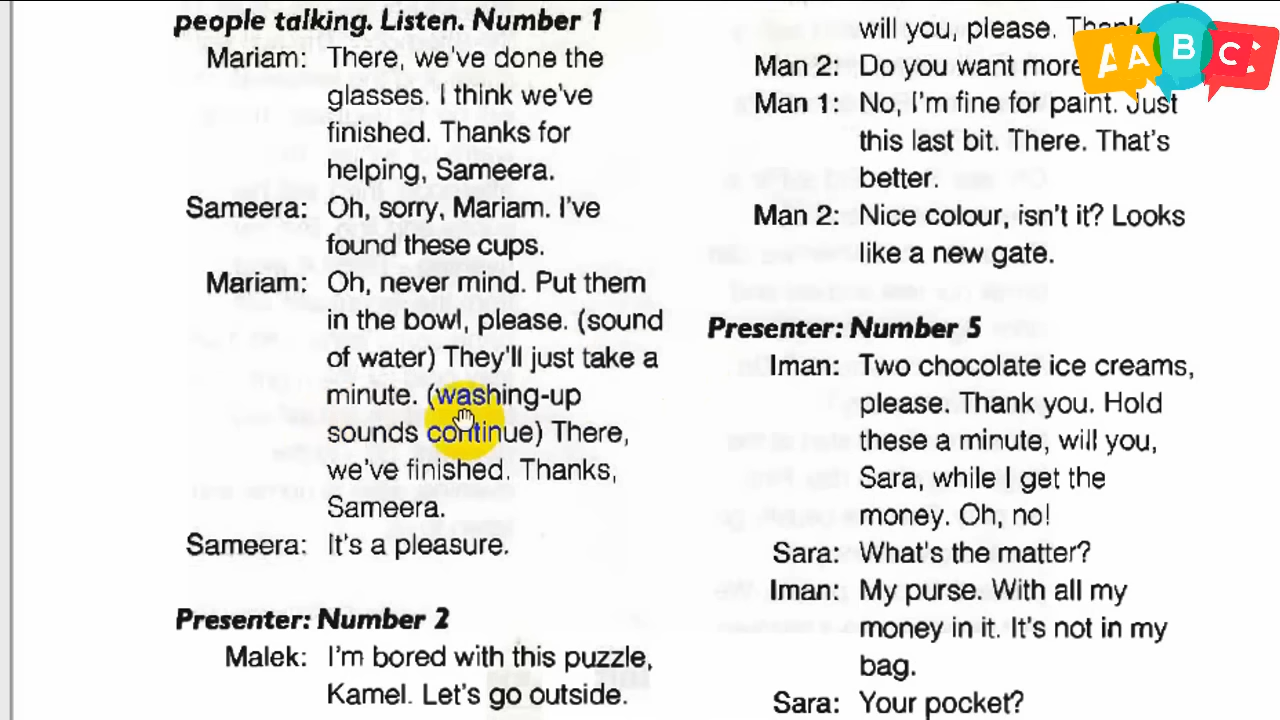 people talking. Listen. Number 1
Mariam: There, we've done the
glasses. I think we've
finished. Thanks for
helping, Sameera.
Sameera: Oh, sorry, Mariam. I've
found these cups.
Mariam: Oh, never mind. Put them
in the bowl, please. (sound
of water) They'll just take a
minute. (washing-up
sounds continue) There,
we've finished. Thanks,
Sameera.
Sameera: It's a pleasure.
Presenter: Number 2
Malek: I'm bored with this puzzle,
Kamel. Let's go outside.
will you, please.
Man 2: Do you want more
Man 1: No, I'm fine for paint. Just
this last bit. There. That's
better.
Man 2: Nice colour, isn't it? Looks
like a new gate.
Presenter: Number 5
Iman: Two chocolate ice creams,
please. Thank you. Hold
these a minute, will you,
Sara, while I get the
money. Oh, no!
Sara: What's the matter?
Iman: My purse. With all my
money in it. It's not in my
bag.
Sara: Your pocket?
A A B C